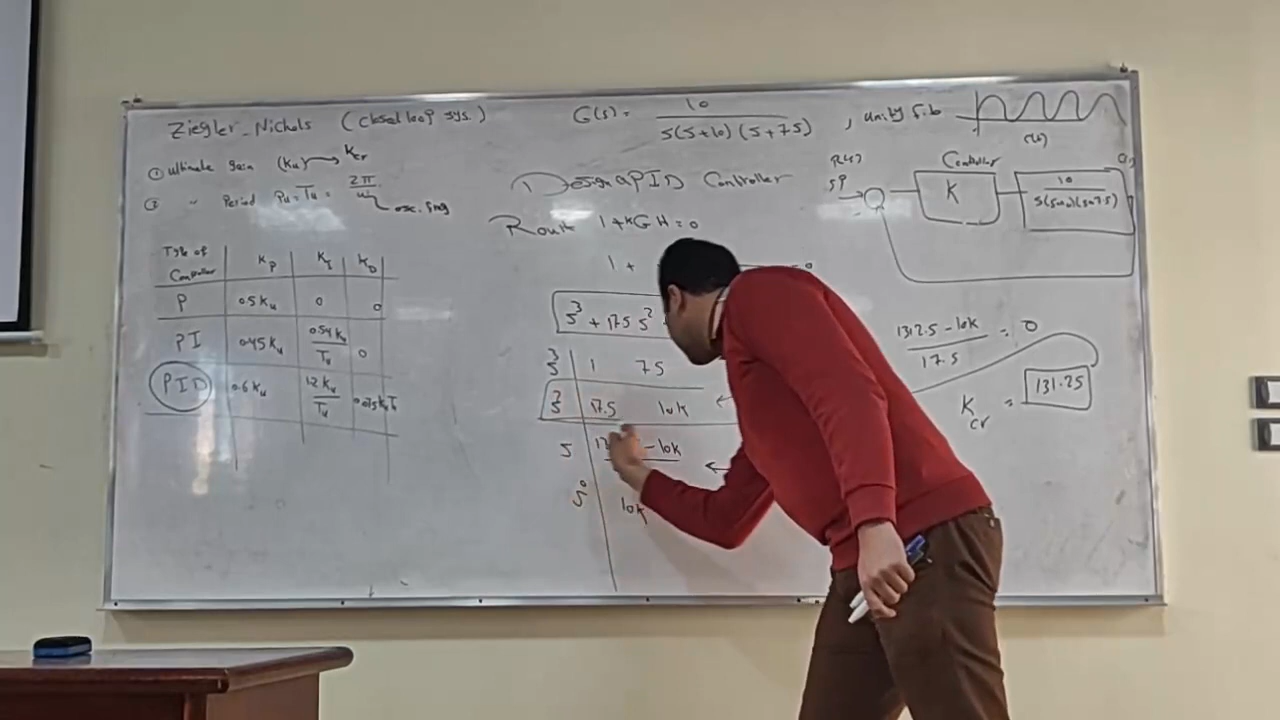 Ziegler_Nichols (closed loop sys.)
① ultimate gain (Ku) → Kcr
② " Period Pu = Tu = 2π/ω → osc. frq
Type of Controller | Kp | KI | KD
P | 0.5 Ku | 0 | 0
PI | 0.45 Ku | 0.54 Ku / Tu | 0
PID | 0.6 Ku | 1.2 Ku / Tu | 0.075 Ku Tu
G(s) = 10 / S(S+10)(S+7.5) , unity f.b
Design a PID Controller
Routh 1 + KGH = 0
1 +
S³ + 17.5 S²
S³ | 1 75
17.5 10K
S | - 10K
S⁰ | 10K
c(t)
R(s)
SP
Controller
K
10 / S(S+10)(S+7.5)
1312.5 - 10K / 17.5 = 0
Kcr = 131.25